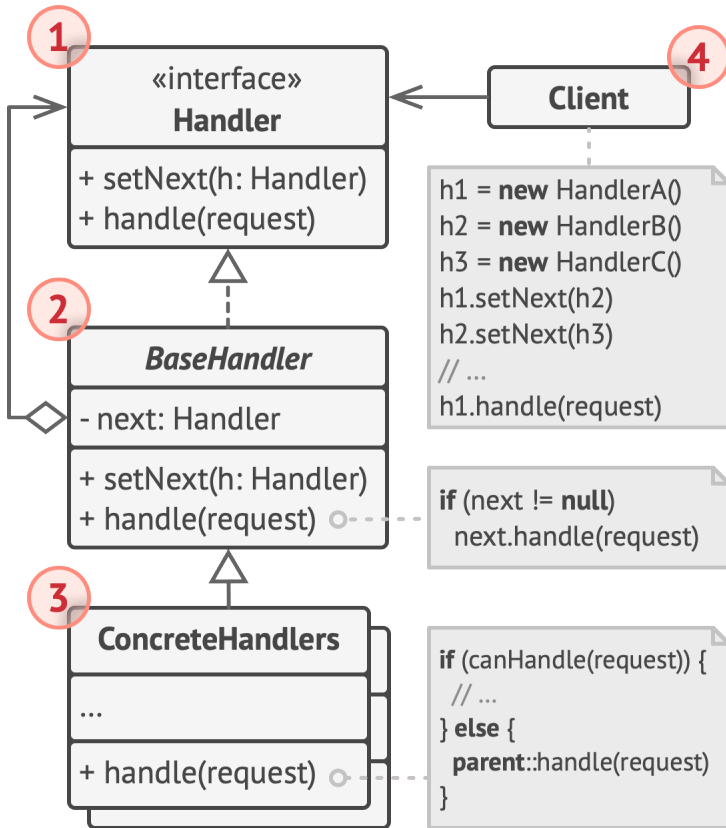 1
«interface»
Handler
+ setNext(h: Handler)
+ handle(request)
2
BaseHandler
- next: Handler
+ setNext(h: Handler)
+ handle(request)
3
ConcreteHandlers
...
+ handle(request)
4
Client
h1 = new HandlerA()
h2 = new HandlerB()
h3 = new HandlerC()
h1.setNext(h2)
h2.setNext(h3)
// ...
h1.handle(request)
if (next != null)
next.handle(request)
if (canHandle(request)) {
// ...
} else {
parent::handle(request)
}